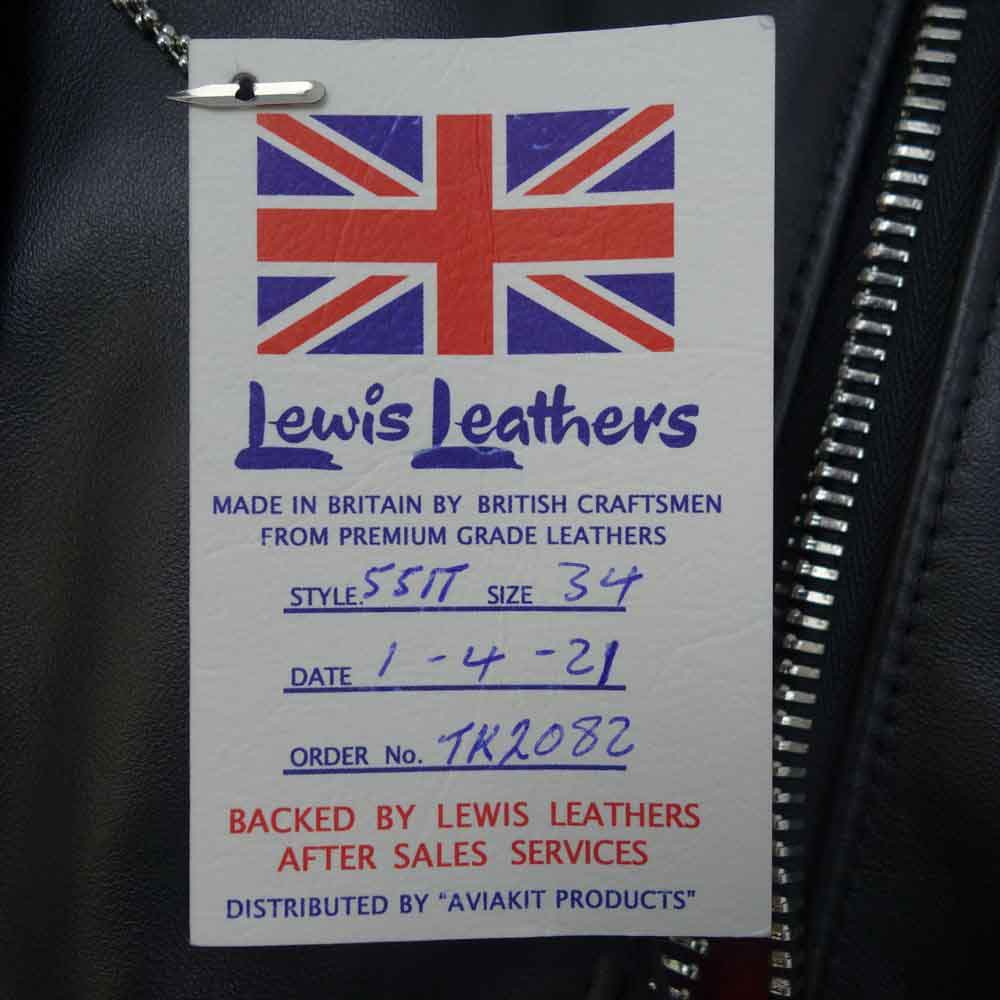 Lewis Leathers
MADE IN BRITAIN BY BRITISH CRAFTSMEN
FROM PREMIUM GRADE LEATHERS
STYLE. 551T SIZE 34
DATE 1 - 4 - 21
ORDER No. TK2082
BACKED BY LEWIS LEATHERS
AFTER SALES SERVICES
DISTRIBUTED BY "AVIAKIT PRODUCTS"